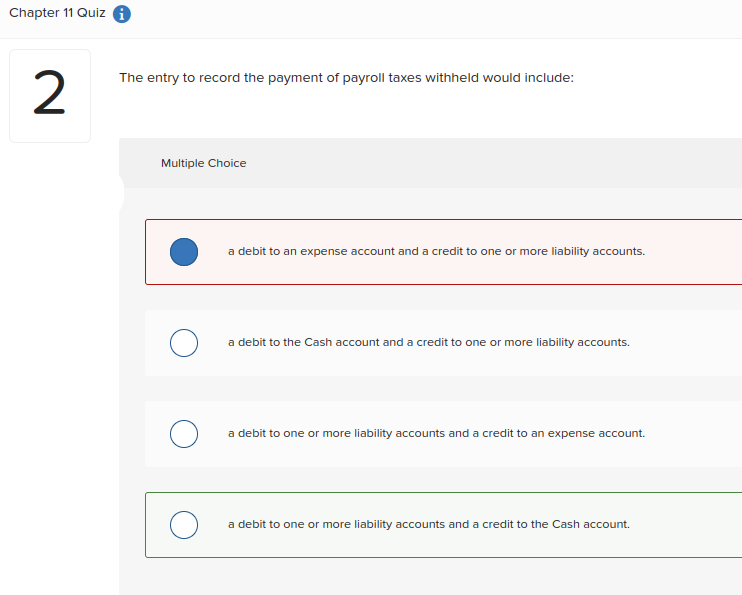 Chapter 11 Quiz i
2
The entry to record the payment of payroll taxes withheld would include:
Multiple Choice
a debit to an expense account and a credit to one or more liability accounts.
a debit to the Cash account and a credit to one or more liability accounts.
a debit to one or more liability accounts and a credit to an expense account.
a debit to one or more liability accounts and a credit to the Cash account.